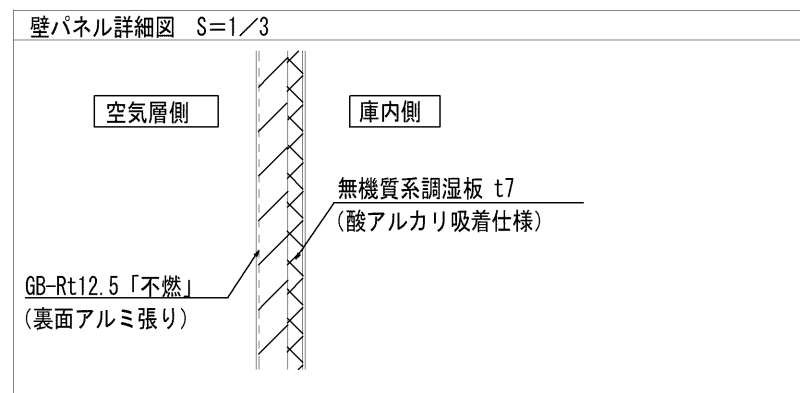 壁パネル詳細図 S=1/3
空気層側
庫内側
無機質系調湿板 t7
(酸アルカリ吸着仕様)
GB-Rt12.5「不燃」
(裏面アルミ張り)